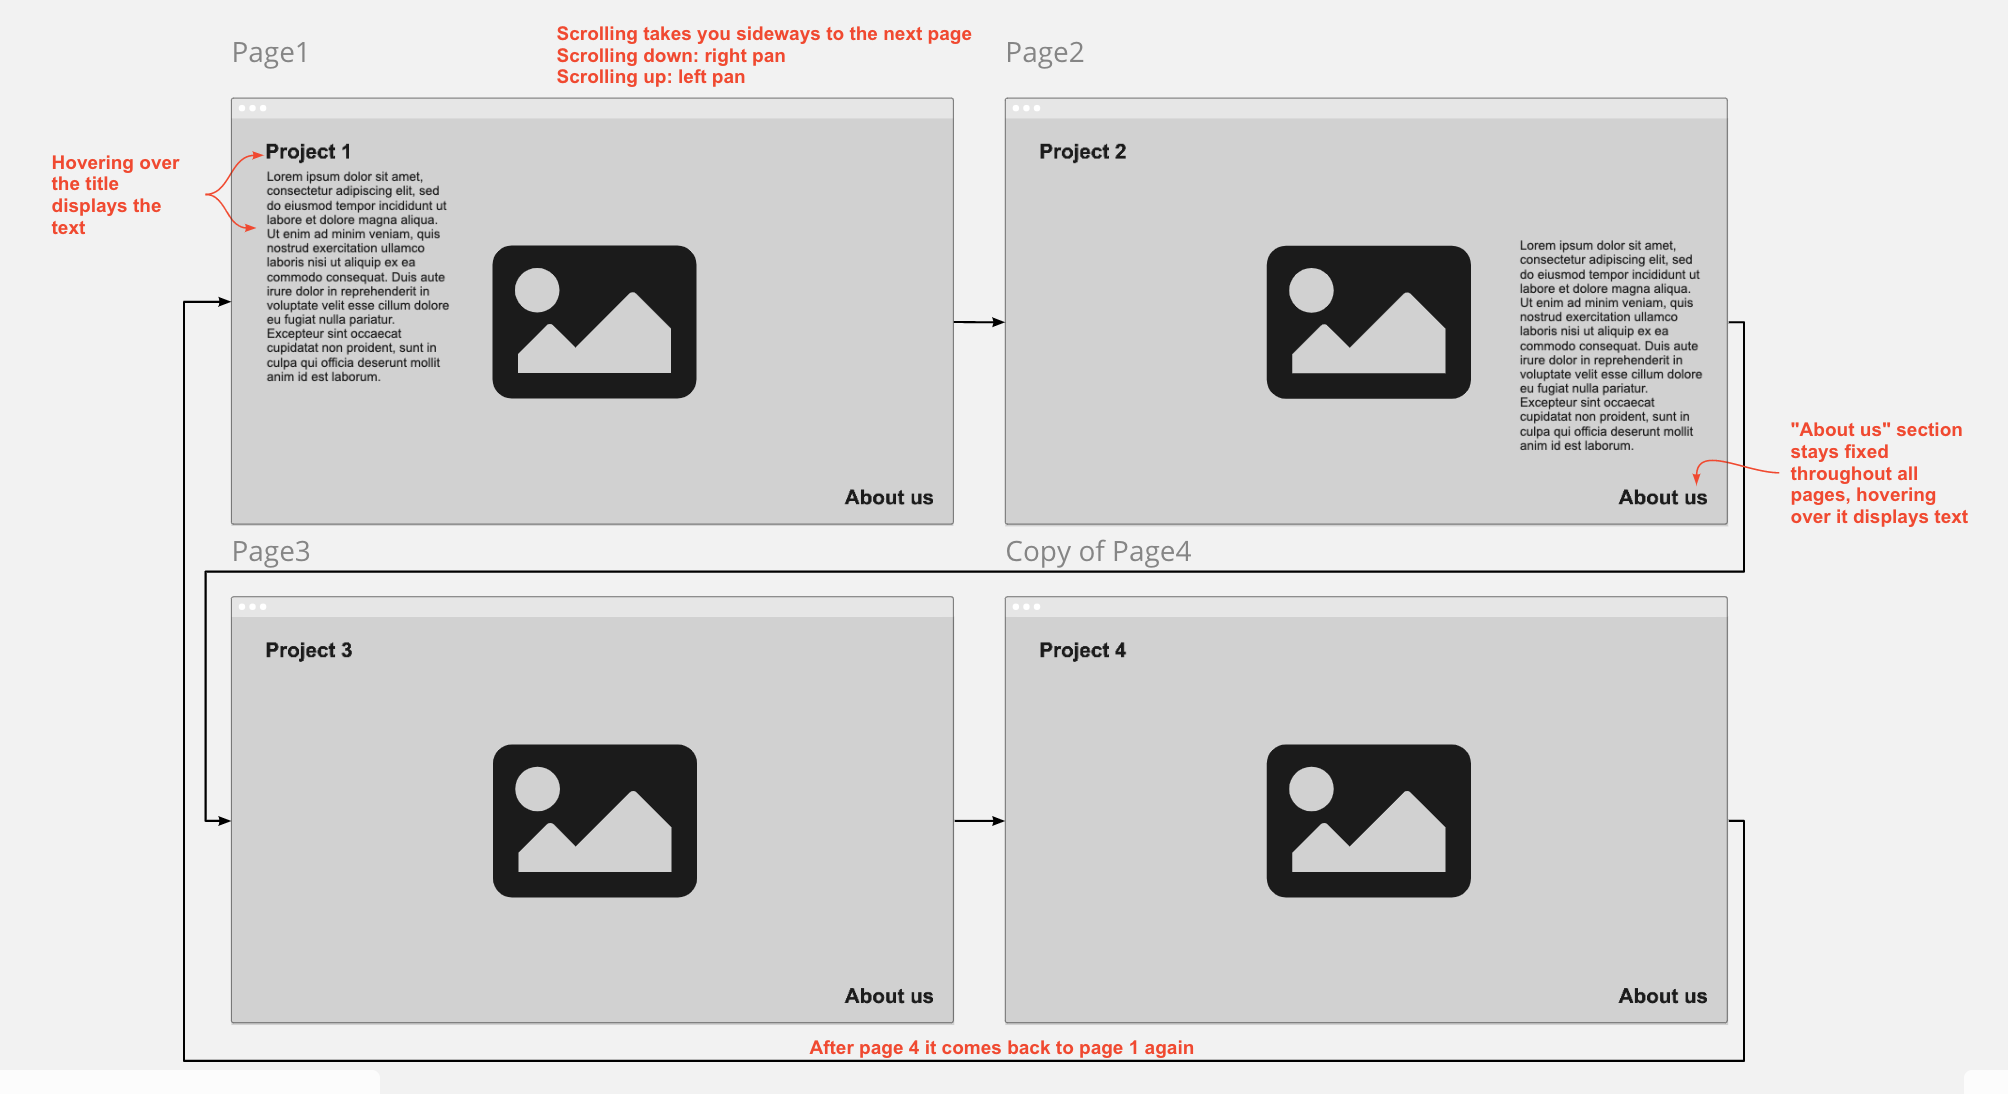 Page1
Scrolling takes you sideways to the next page
Scrolling down: right pan
Scrolling up: left pan
Page2
Hovering over
the title
displays the
text
Project 1
Lorem ipsum dolor sit amet,
consectetur adipiscing elit, sed
do eiusmod tempor incididunt ut
labore et dolore magna aliqua.
Ut enim ad minim veniam, quis
nostrud exercitation ullamco
laboris nisi ut aliquip ex ea
commodo consequat. Duis aute
irure dolor in reprehenderit in
voluptate velit esse cillum dolore
eu fugiat nulla pariatur.
Excepteur sint occaecat
cupidatat non proident, sunt in
culpa qui officia deserunt mollit
anim id est laborum.
About us
Project 2
Lorem ipsum dolor sit amet,
consectetur adipiscing elit, sed
do eiusmod tempor incididunt ut
labore et dolore magna aliqua.
Ut enim ad minim veniam, quis
nostrud exercitation ullamco
laboris nisi ut aliquip ex ea
commodo consequat. Duis aute
irure dolor in reprehenderit in
voluptate velit esse cillum dolore
eu fugiat nulla pariatur.
Excepteur sint occaecat
cupidatat non proident, sunt in
culpa qui officia deserunt mollit
anim id est laborum.
About us
"About us" section
stays fixed
throughout all
pages, hovering
over it displays text
Page3
Copy of Page4
Project 3
About us
Project 4
About us
After page 4 it comes back to page 1 again